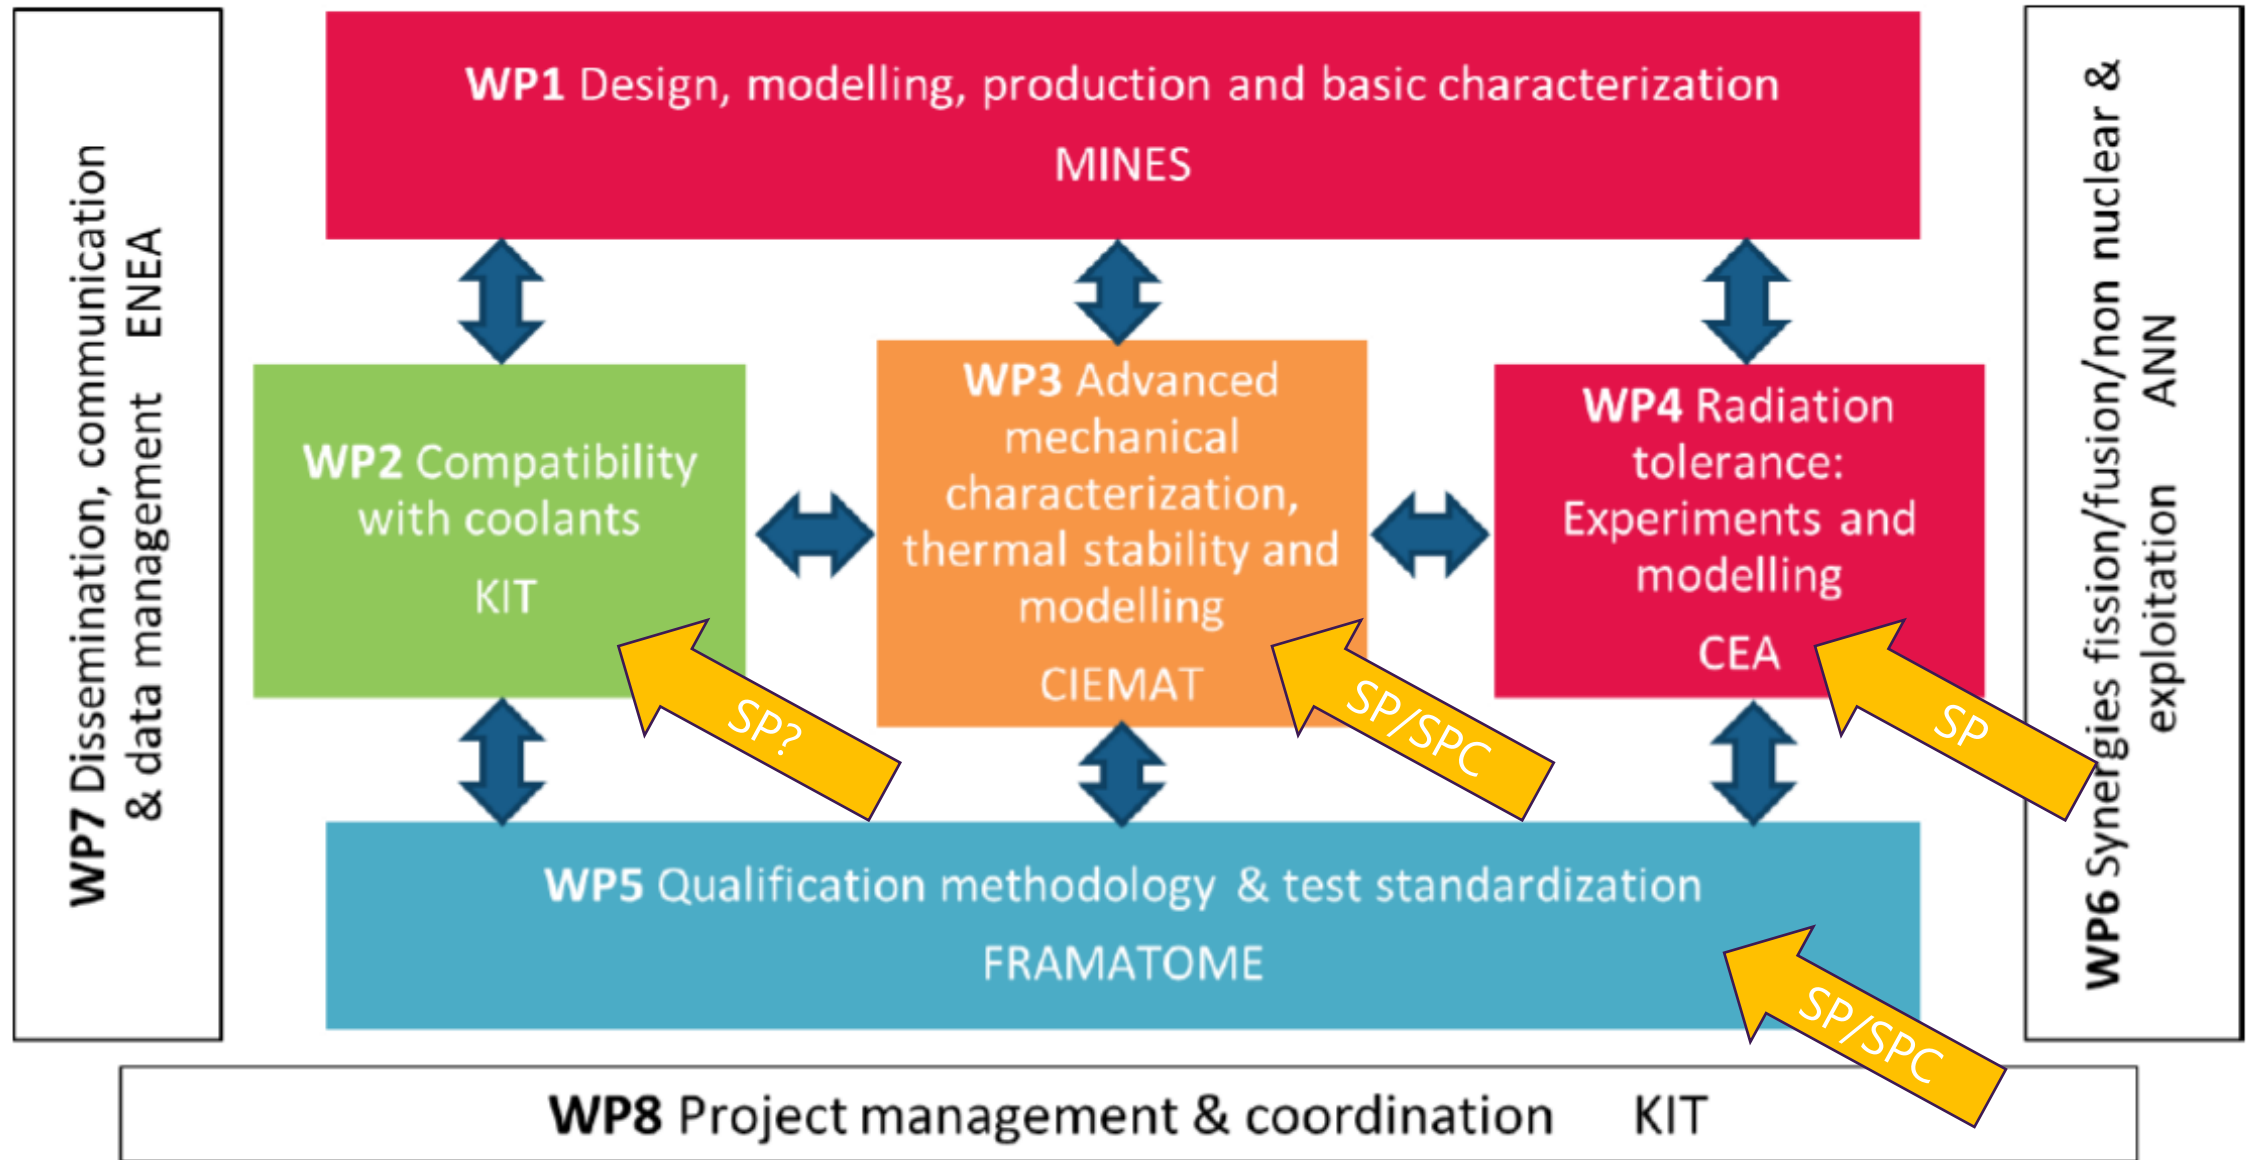 WP1 Design, modelling, production and basic characterization
MINES
WP7 Dissemination, communication
& data management ENEA
WP2 Compatibility
with coolants
KIT
SP?
WP3 Advanced
mechanical
characterization,
thermal stability and
modelling
CIEMAT
SP/SPC
WP4 Radiation
tolerance:
Experiments and
modelling
CEA
SP
WP6 Synergies fission/fusion/non nuclear &
exploitation ANN
WP5 Qualification methodology & test standardization
FRAMATOME
SP/SPC
WP8 Project management & coordination KIT